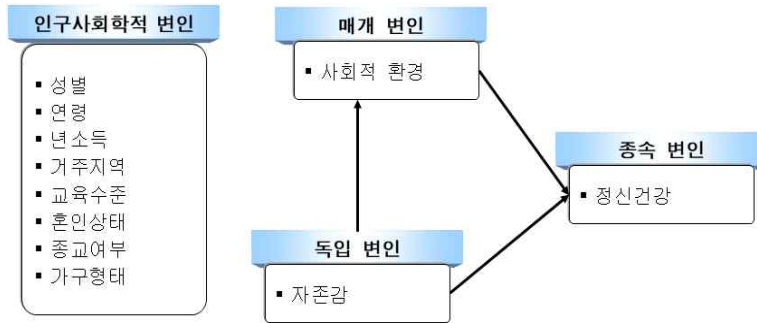 인구사회학적 변인
▪ 성별
▪ 연령
▪ 년소득
▪ 거주지역
▪ 교육수준
▪ 혼인상태
▪ 종교여부
▪ 가구형태
매개 변인
▪ 사회적 환경
종속 변인
▪ 정신건강
독립 변인
▪ 자존감